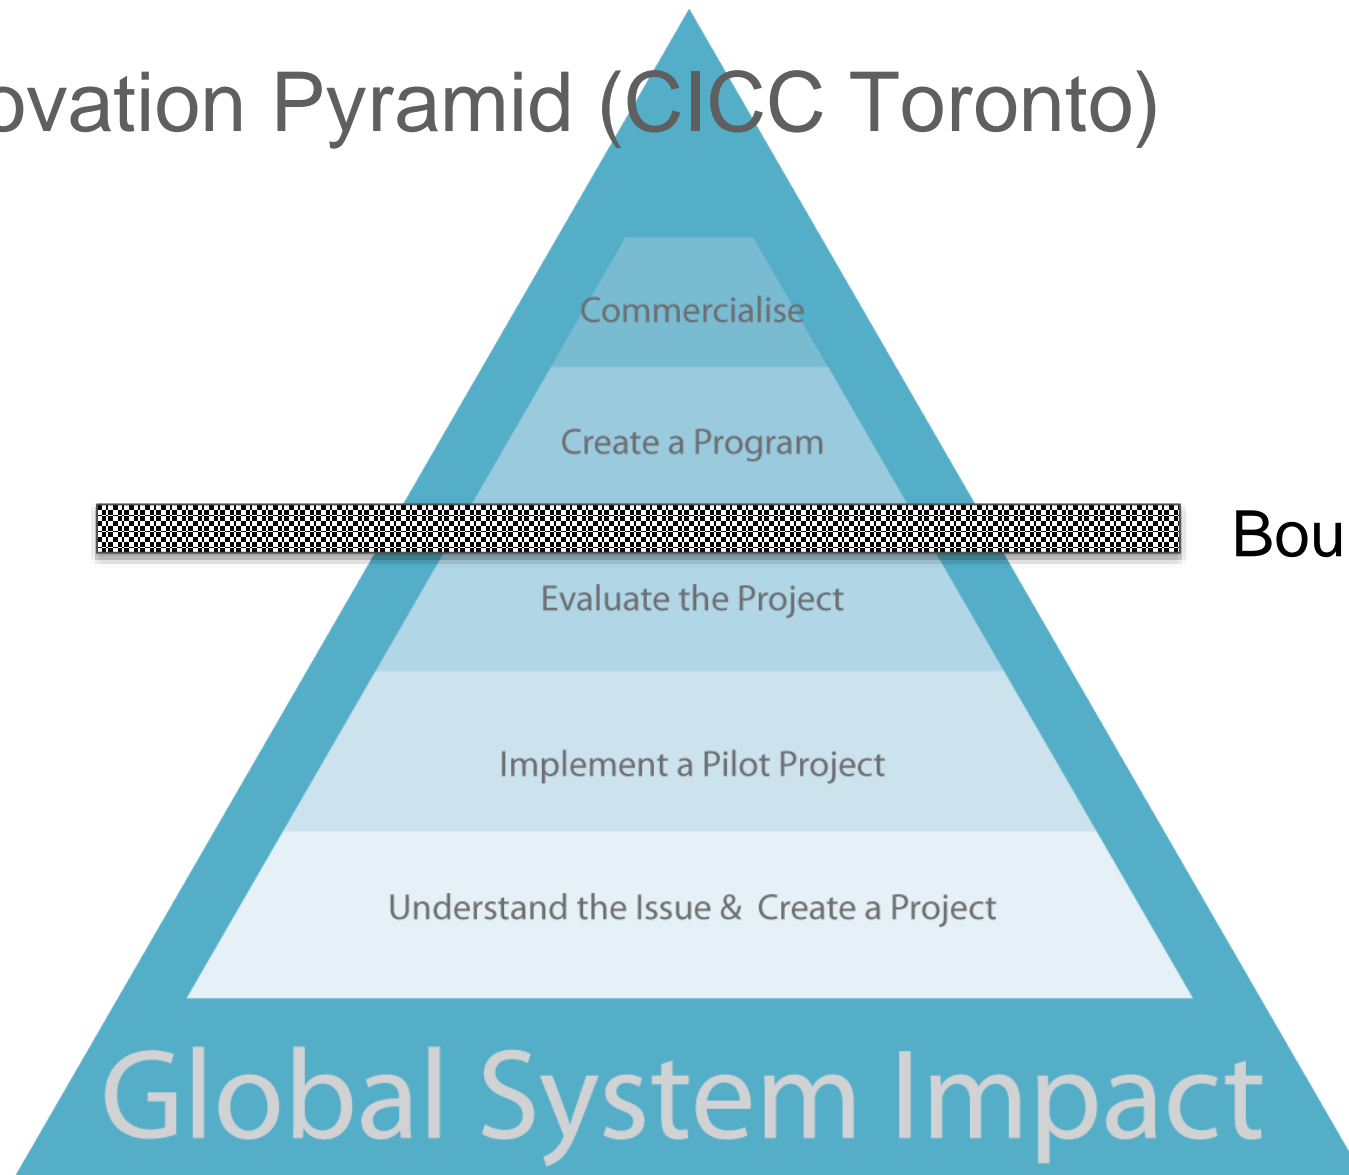 ovation Pyramid (CICC Toronto)
Commercialise
Create a Program
Bou
Evaluate the Project
Implement a Pilot Project
Understand the Issue & Create a Project
Global System Impact